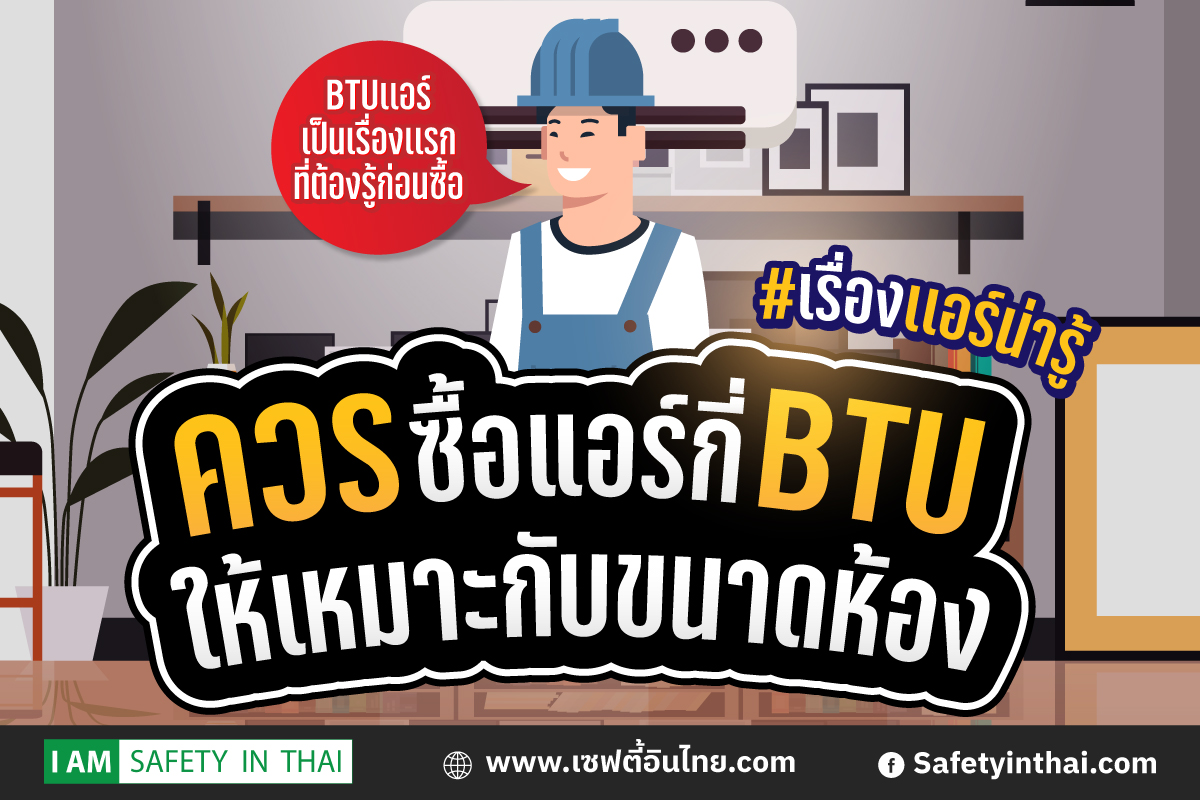 BTUแอร์
เป็นเรื่องแรก
ที่ต้องรู้ก่อนซื้อ
#เรื่องแอร์น่ารู้
ควรซื้อแอร์กี่ BTU
ให้เหมาะกับขนาดห้อง
I AM SAFETY IN THAI
www.เซฟตี้อินไทย.com
Safetyinthai.com